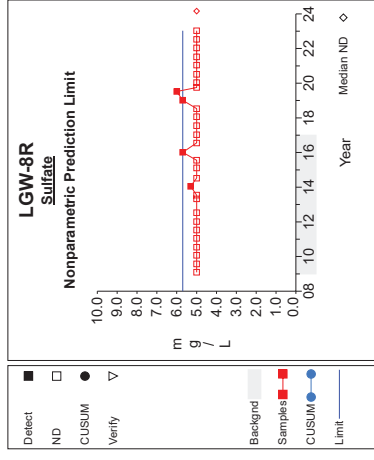 LGW-8R
Sulfate
Nonparametric Prediction Limit
10.0
9.0
8.0
7.0
6.0
5.0
4.0
3.0
2.0
1.0
0.0
m
g
/
L
08 10 12 14 16 18 20 22 24
Year
Median ND
Detect
ND
CUSUM
Verify
Backgnd
Samples
CUSUM
Limit